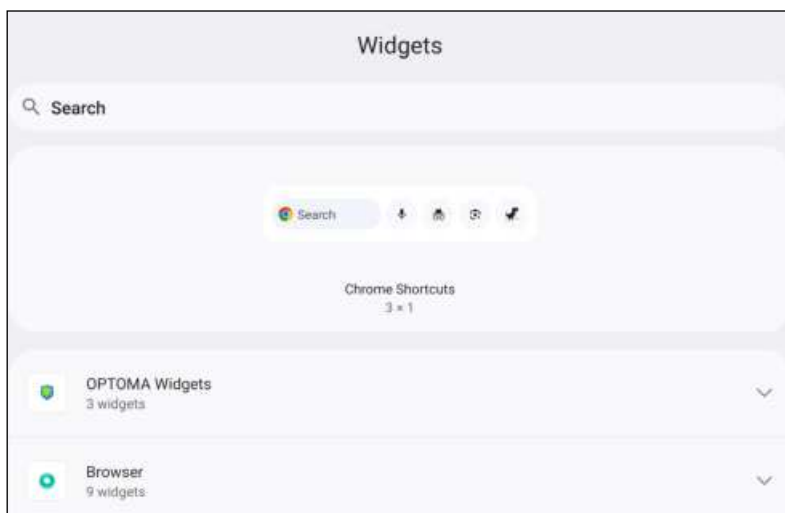 Widgets
Search
Search
Chrome Shortcuts
3 × 1
OPTOMA Widgets
3 widgets
Browser
9 widgets